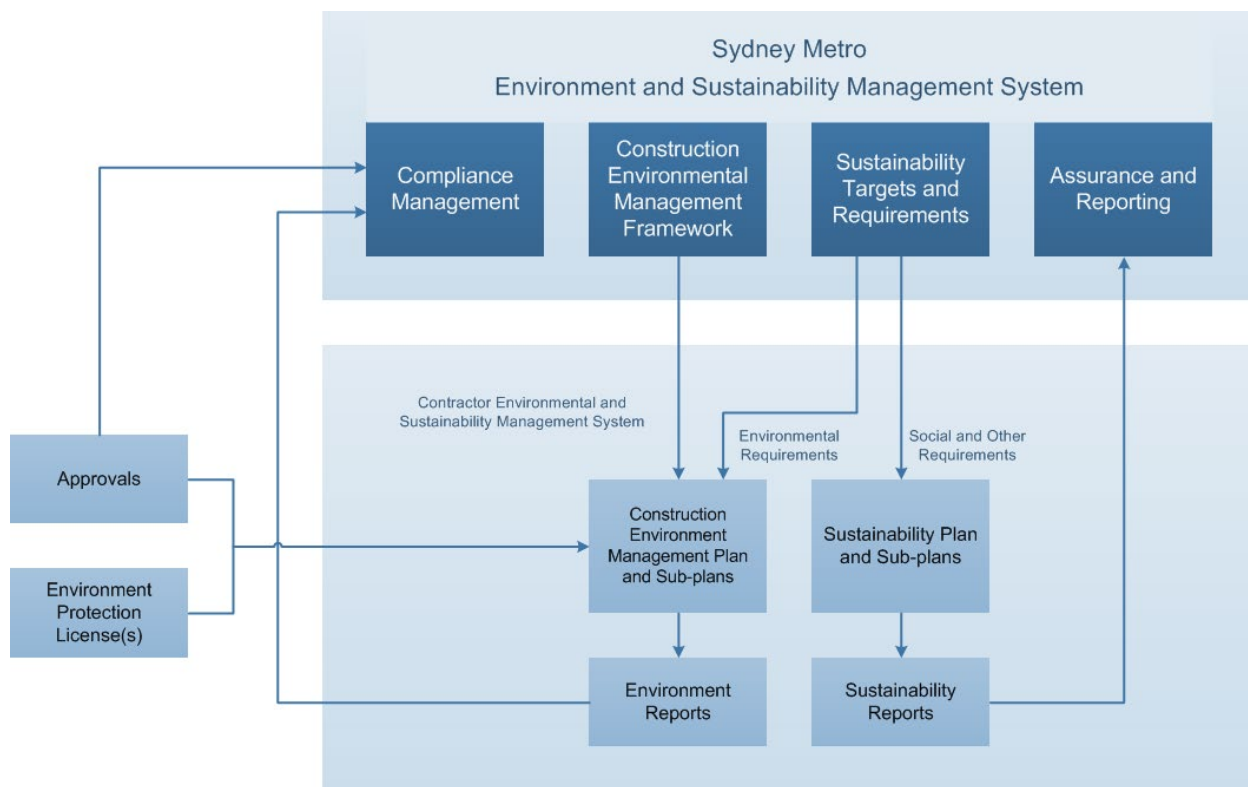 Sydney Metro
Environment and Sustainability Management System
Compliance
Management
Construction
Environmental
Management
Framework
Sustainability
Targets and
Requirements
Assurance and
Reporting
Contractor Environmental and
Sustainability Management System
Environmental
Requirements
Social and Other
Requirements
Approvals
Environment
Protection
License(s)
Construction
Environment
Management Plan
and Sub-plans
Sustainability Plan
and Sub-plans
Environment
Reports
Sustainability
Reports